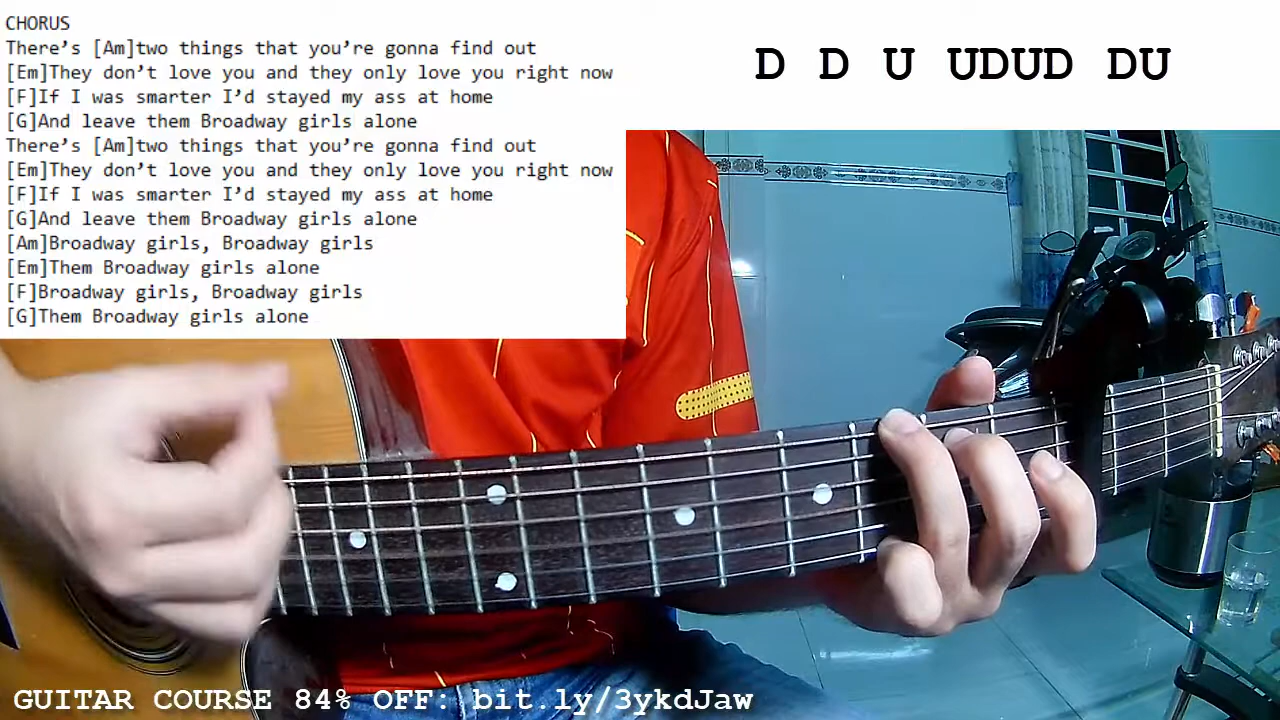 CHORUS
There’s [Am]two things that you’re gonna find out
[Em]They don’t love you and they only love you right now
[F]If I was smarter I’d stayed my ass at home
[G]And leave them Broadway girls alone
There’s [Am]two things that you’re gonna find out
[Em]They don’t love you and they only love you right now
[F]If I was smarter I’d stayed my ass at home
[G]And leave them Broadway girls alone
[Am]Broadway girls, Broadway girls
[Em]Them Broadway girls alone
[F]Broadway girls, Broadway girls
[G]Them Broadway girls alone
D D U UDUD DU
GUITAR COURSE 84% OFF: bit.ly/3ykdJaw